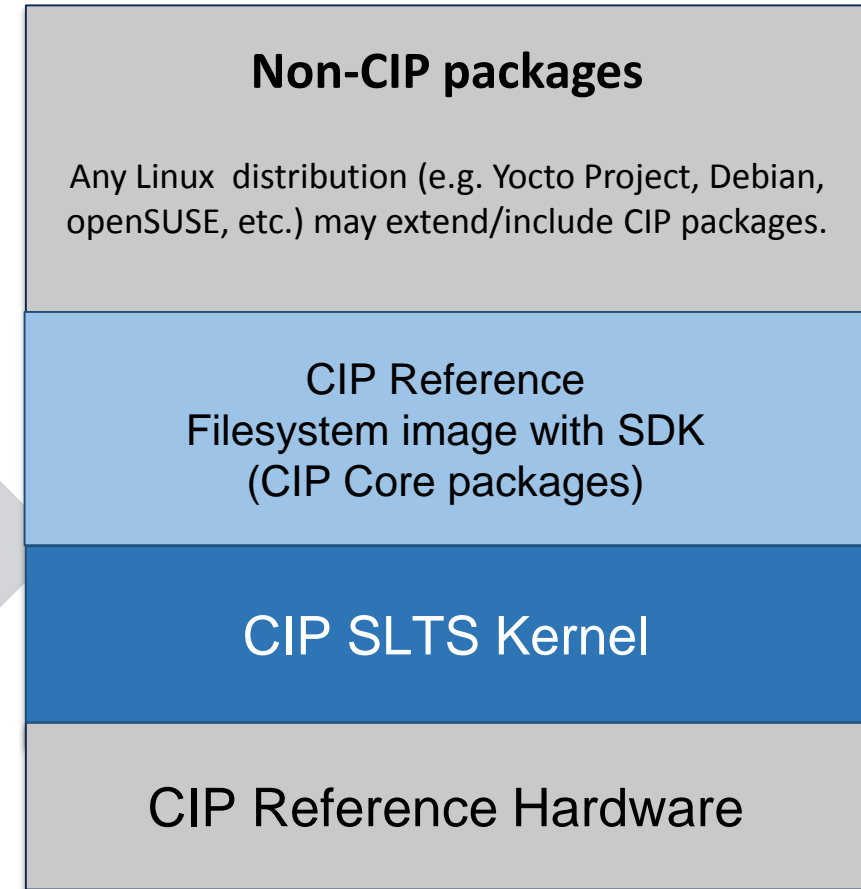 Non-CIP packages
Any Linux distribution (e.g. Yocto Project, Debian,
openSUSE, etc.) may extend/include CIP packages.
CIP Reference
Filesystem image with SDK
(CIP Core packages)
CIP SLTS Kernel
CIP Reference Hardware